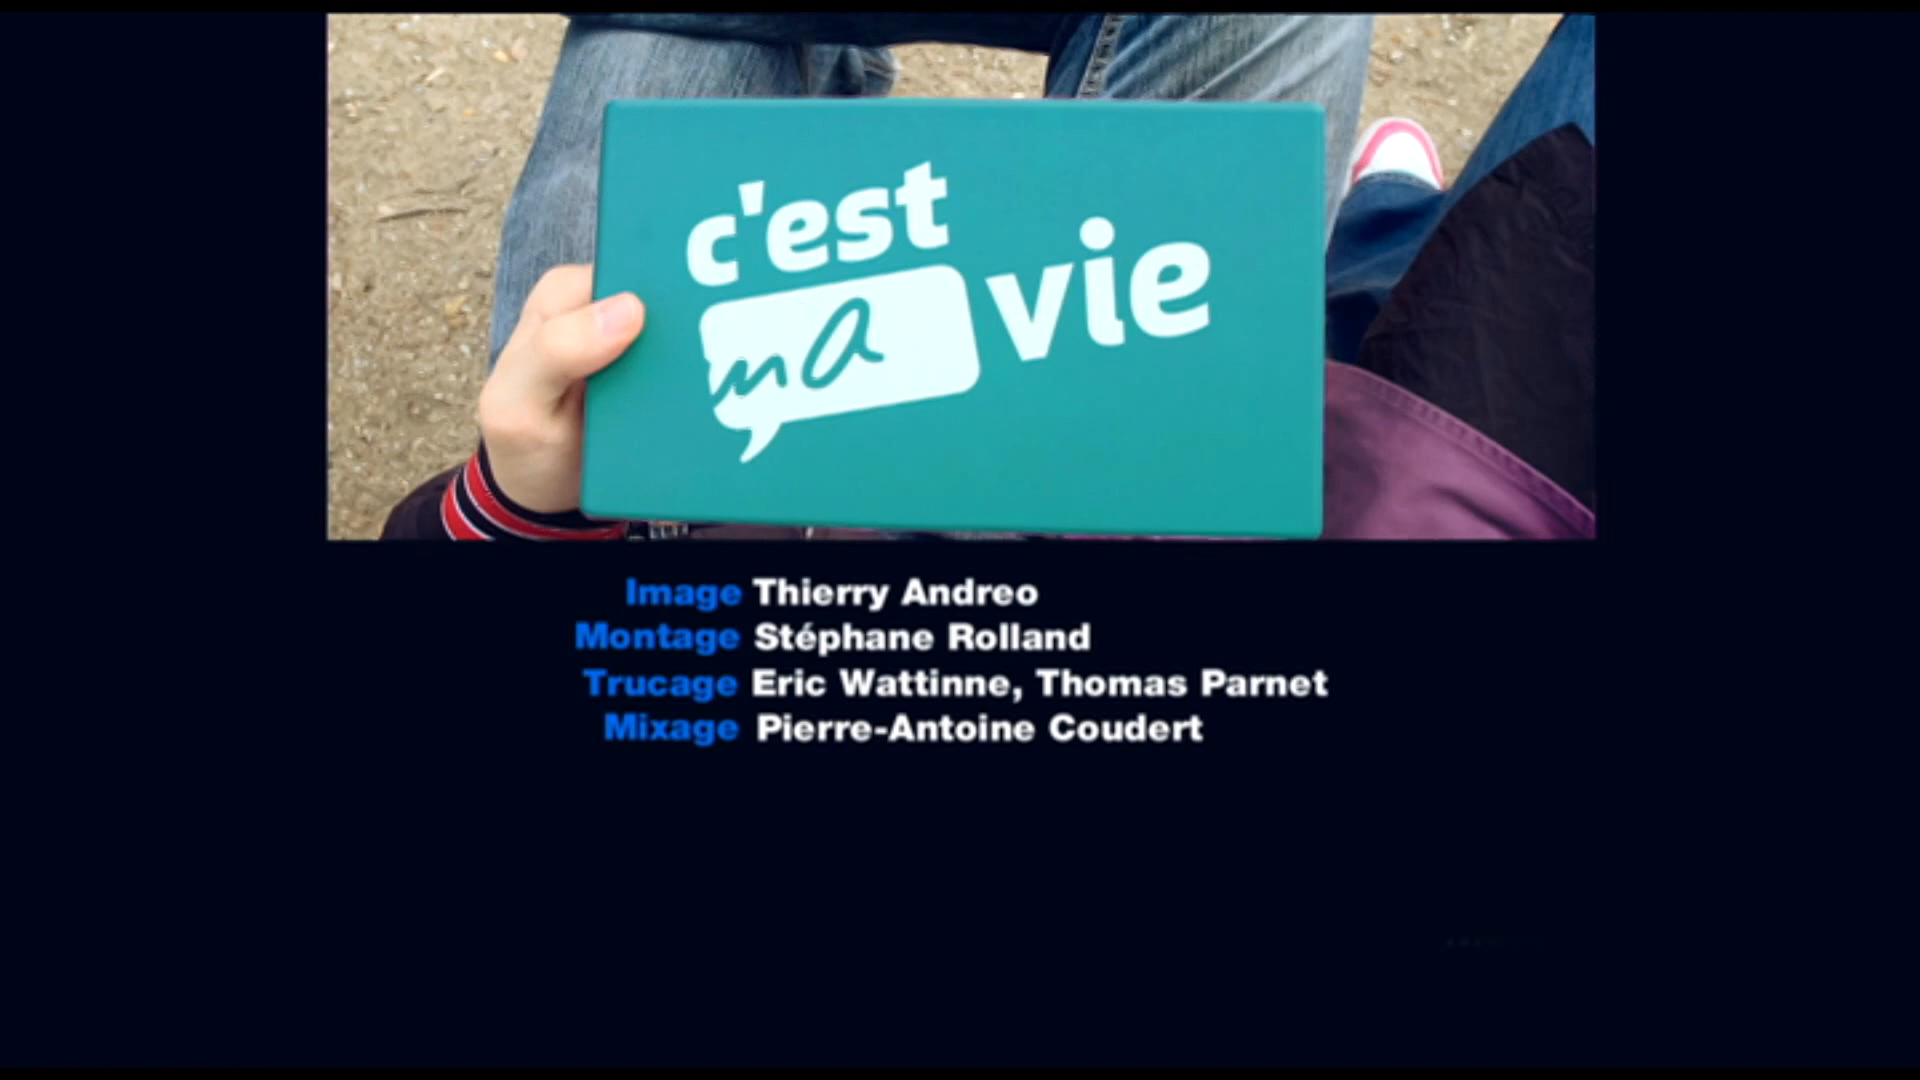 c'est
ma vie
Image Thierry Andreo
Montage Stéphane Rolland
Trucage Eric Wattinne, Thomas Parnet
Mixage Pierre-Antoine Coudert